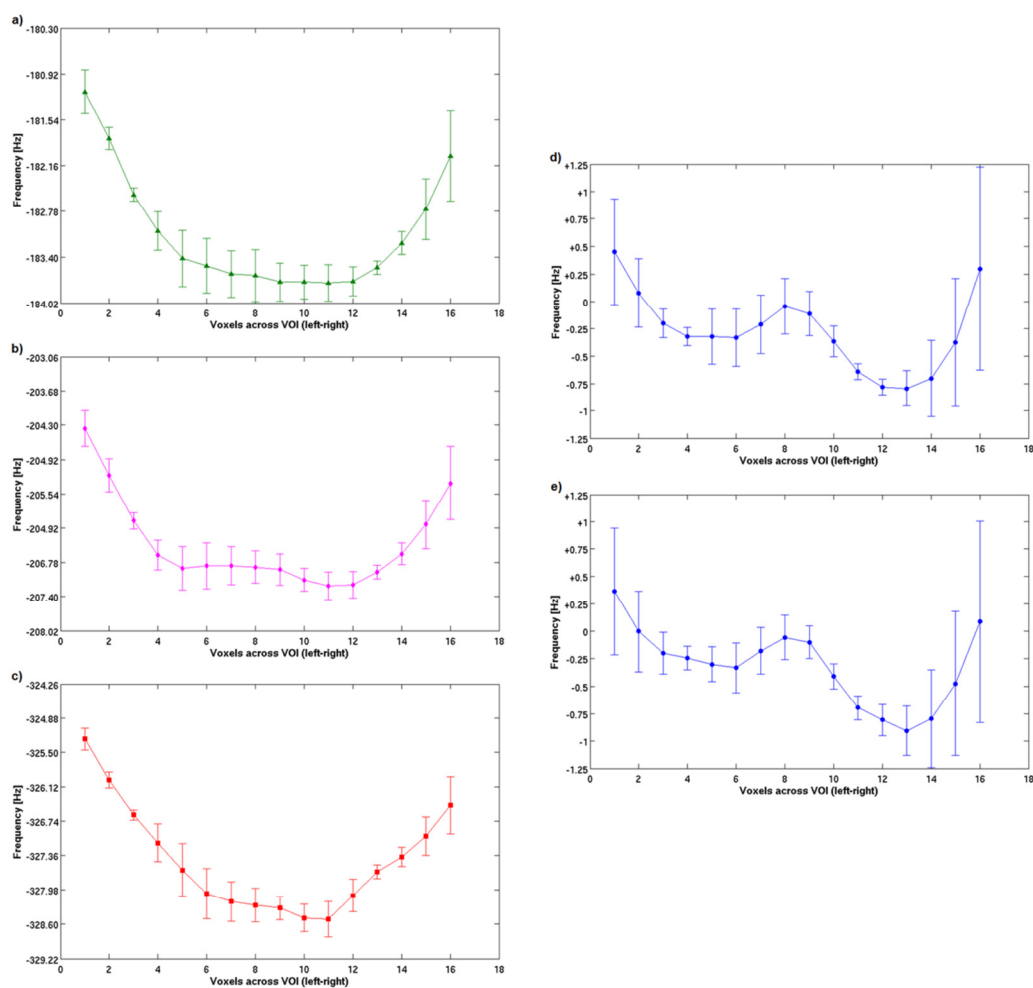 a)
-180.30
-180.92
-181.54
-182.16
-182.78
-183.40
-184.02
Frequency [Hz]
0 2 4 6 8 10 12 14 16 18
Voxels across VOI (left-right)
b)
-203.06
-203.68
-204.30
-204.92
-205.54
-204.92
-206.78
-207.40
-208.02
Frequency [Hz]
0 2 4 6 8 10 12 14 16 18
Voxels across VOI (left-right)
c)
-324.26
-324.88
-325.50
-326.12
-326.74
-327.36
-327.98
-328.60
-329.22
Frequency [Hz]
0 2 4 6 8 10 12 14 16 18
Voxels across VOI (left-right)
d)
+1.25
+1
+0.75
+0.5
+0.25
0
-0.25
-0.5
-0.75
-1
-1.25
Frequency [Hz]
0 2 4 6 8 10 12 14 16 18
Voxels across VOI (left-right)
e)
+1.25
+1
+0.75
+0.5
+0.25
0
-0.25
-0.5
-0.75
-1
-1.25
Frequency [Hz]
0 2 4 6 8 10 12 14 16 18
Voxels across VOI (left-right)